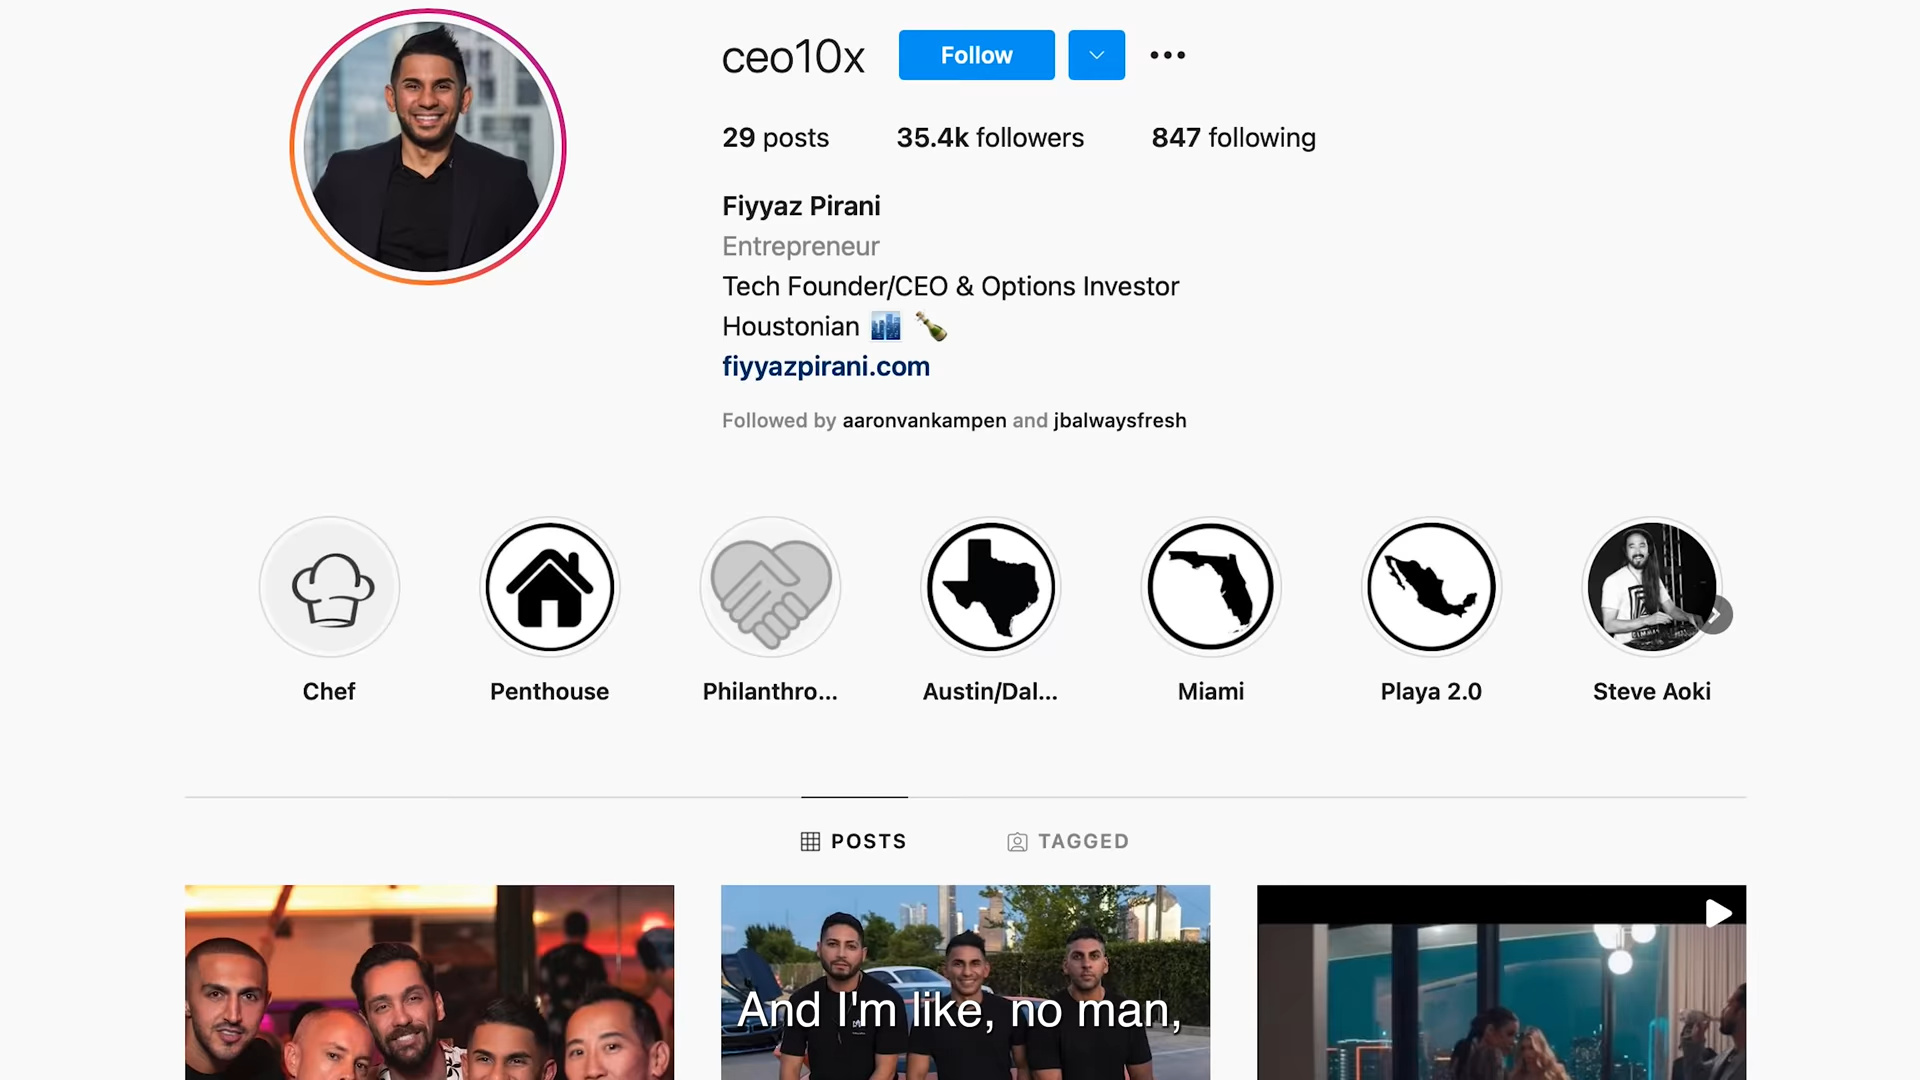 ceo10x
Follow
29 posts 35.4k followers 847 following
Fiyyaz Pirani
Entrepreneur
Tech Founder/CEO & Options Investor
Houstonian
fiyyazpirani.com
Followed by aaronvankampen and jbalwaysfresh
Chef Penthouse Philanthro... Austin/Dal... Miami Playa 2.0 Steve Aoki
POSTS TAGGED
And I'm like, no man,